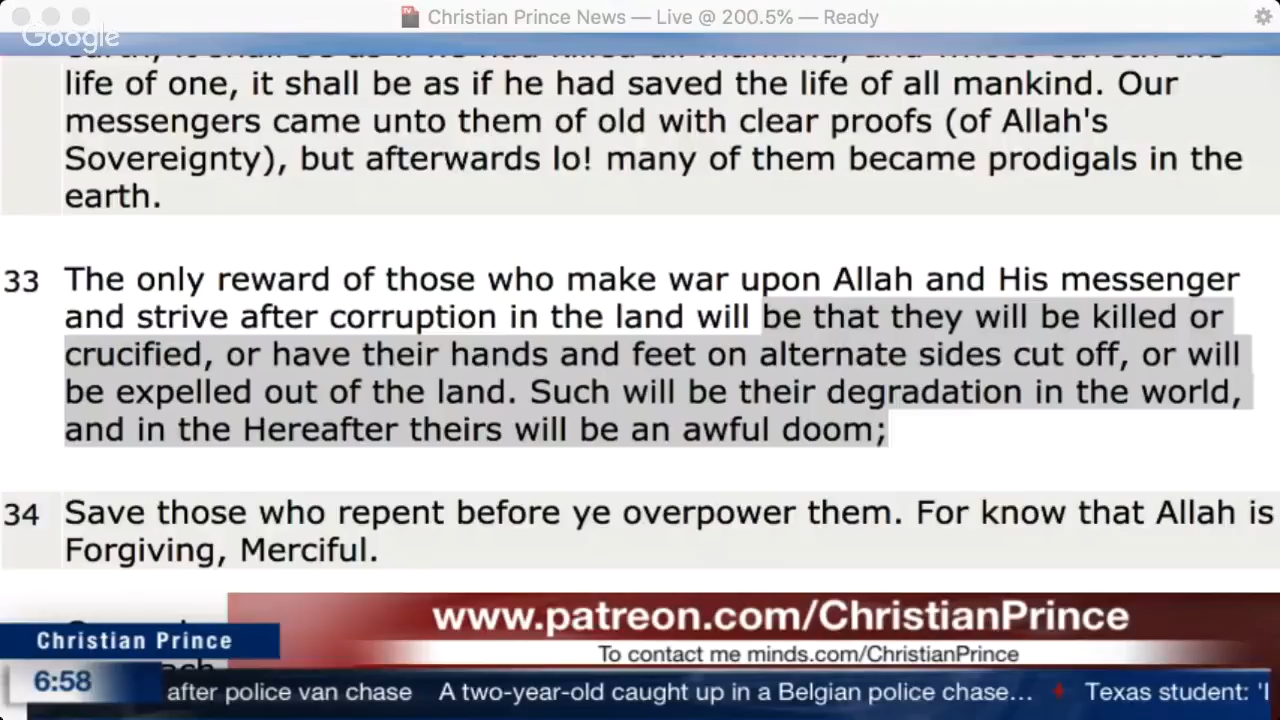 Christian Prince News — Live @ 200.5% — Ready
Google
life of one, it shall be as if he had saved the life of all mankind. Our
messengers came unto them of old with clear proofs (of Allah's
Sovereignty), but afterwards lo! many of them became prodigals in the
earth.
33 The only reward of those who make war upon Allah and His messenger
and strive after corruption in the land will be that they will be killed or
crucified, or have their hands and feet on alternate sides cut off, or will
be expelled out of the land. Such will be their degradation in the world,
and in the Hereafter theirs will be an awful doom;
34 Save those who repent before ye overpower them. For know that Allah is
Forgiving, Merciful.
www.patreon.com/ChristianPrince
Christian Prince
To contact me minds.com/ChristianPrince
6:58
after police van chase A two-year-old caught up in a Belgian police chase... Texas student: '